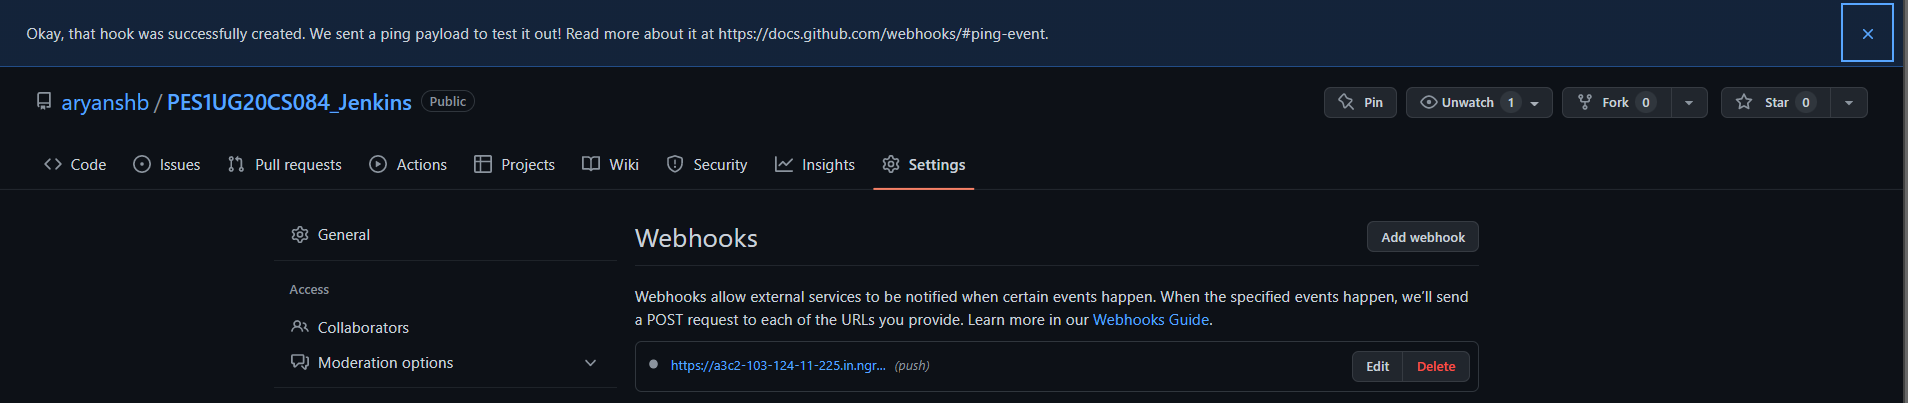 Okay, that hook was successfully created. We sent a ping payload to test it out! Read more about it at https://docs.github.com/webhooks/#ping-event.
aryanshb / PES1UG20CS084_Jenkins Public
Pin Unwatch 1 Fork 0 Star 0
Code Issues Pull requests Actions Projects Wiki Security Insights Settings
General
Access
Collaborators
Moderation options
Webhooks
Add webhook
Webhooks allow external services to be notified when certain events happen. When the specified events happen, we’ll send
a POST request to each of the URLs you provide. Learn more in our Webhooks Guide.
https://a3c2-103-124-11-225.in.ngr... (push)
Edit Delete